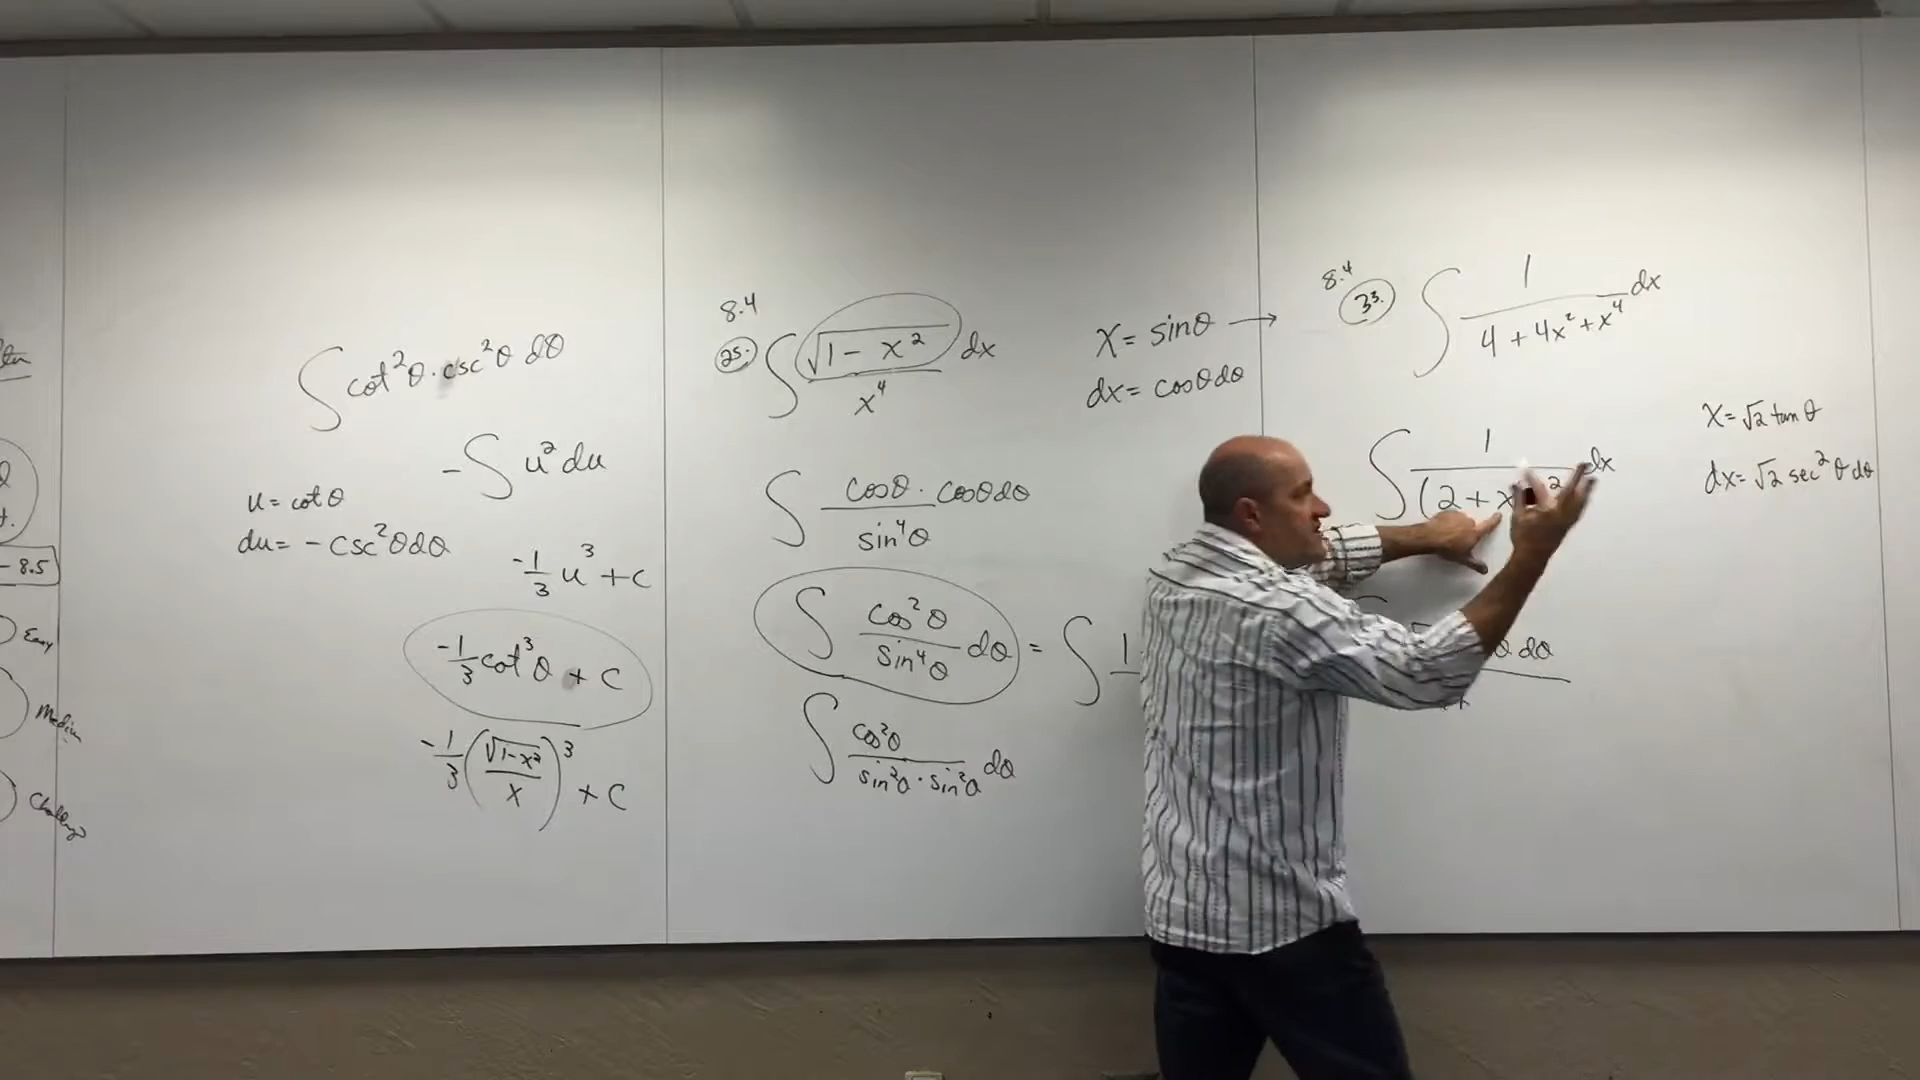 - 8.5
Easy
Medium
∫ cot²θ · csc²θ dθ
- ∫ u² du
u = cotθ
du = - csc²θ dθ
-1/3 u³ + C
-1/3 cot³θ + C
-1/3 (√(1-x²)/x)³ + C
8.4
25. ∫ √(1 - x²)/x⁴ dx
x = sinθ →
dx = cosθ dθ
∫ cosθ · cosθ dθ/sin⁴θ
∫ cos²θ/sin⁴θ dθ = ∫ 1
∫ cos²θ/(sin²θ · sin²θ) dθ
8.4
33. ∫ 1/(4 + 4x² + x⁴) dx
∫ 1/(2 + x 2 dx
x = √2 tan θ
dx = √2 sec²θ dθ
θ dθ